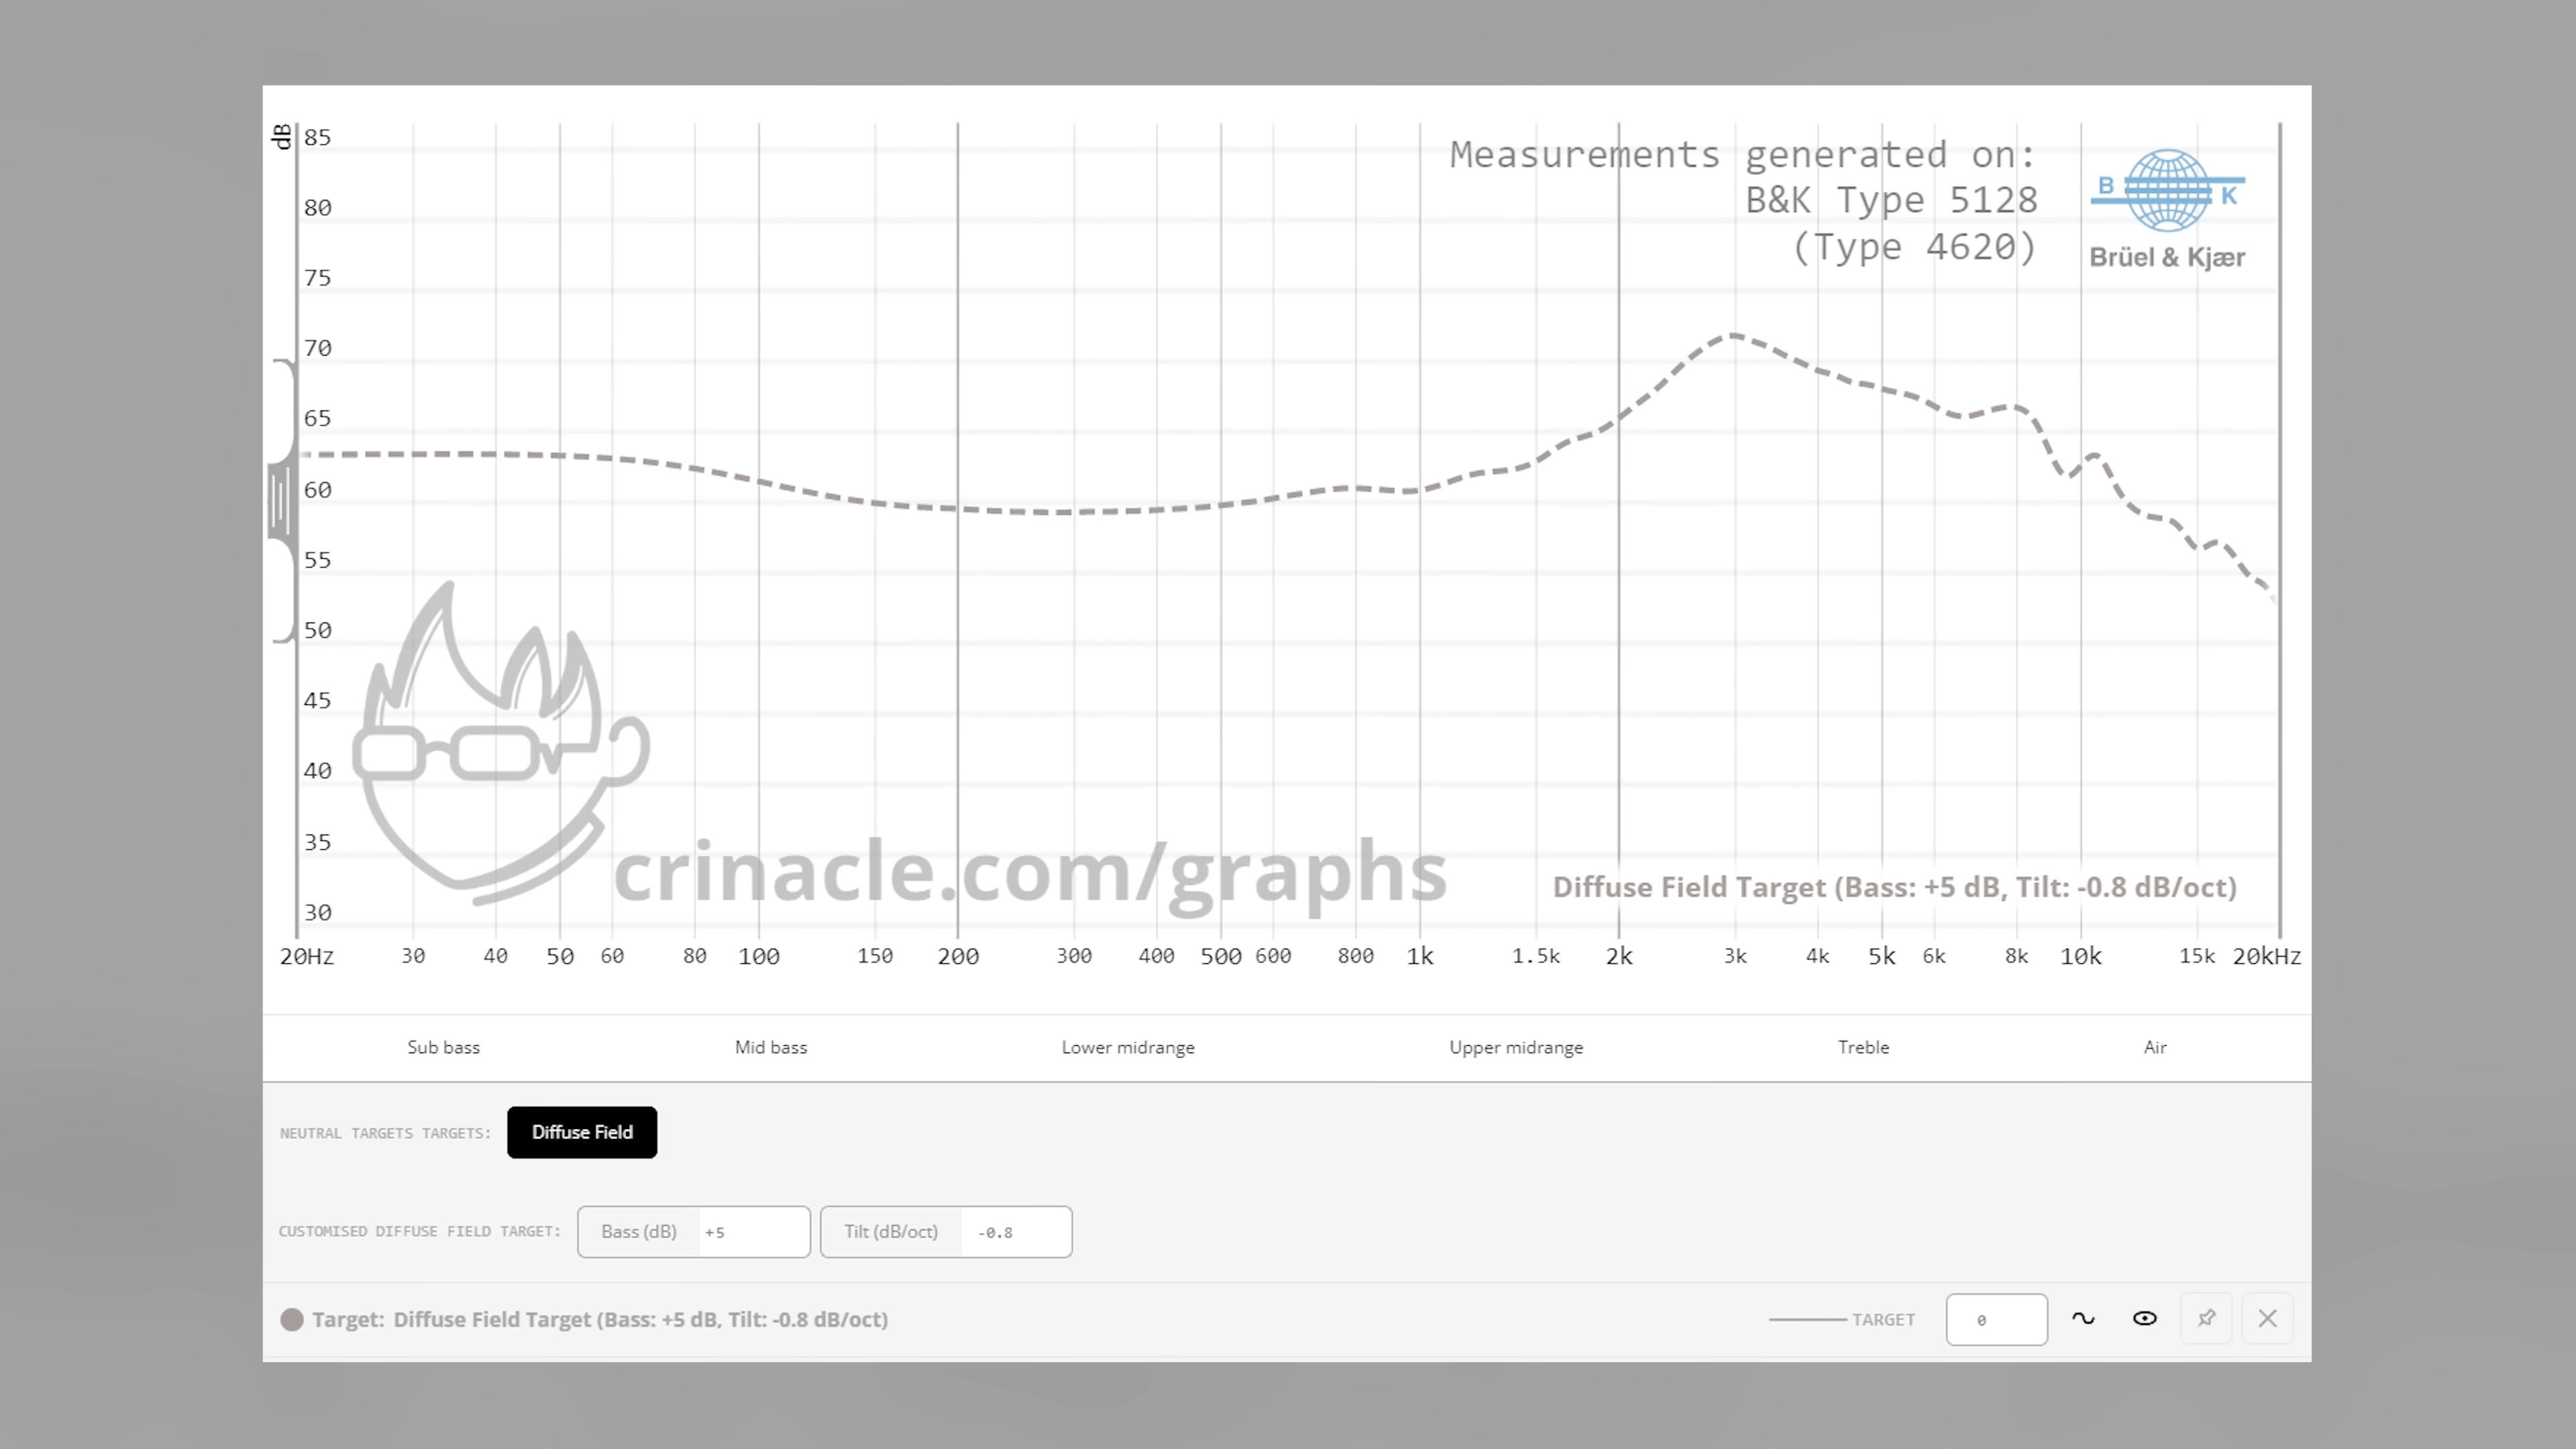 dB
85
80
75
70
65
60
55
50
45
40
35
30
Measurements generated on:
B&K Type 5128
(Type 4620)
B K
Brüel & Kjær
crinacle.com/graphs
Diffuse Field Target (Bass: +5 dB, Tilt: -0.8 dB/oct)
20Hz 30 40 50 60 80 100 150 200 300 400 500 600 800 1k 1.5k 2k 3k 4k 5k 6k 8k 10k 15k 20kHz
Sub bass Mid bass Lower midrange Upper midrange Treble Air
NEUTRAL TARGETS TARGETS: Diffuse Field
CUSTOMISED DIFFUSE FIELD TARGET: Bass (dB) +5 Tilt (dB/oct) -0.8
Target: Diffuse Field Target (Bass: +5 dB, Tilt: -0.8 dB/oct) TARGET 0